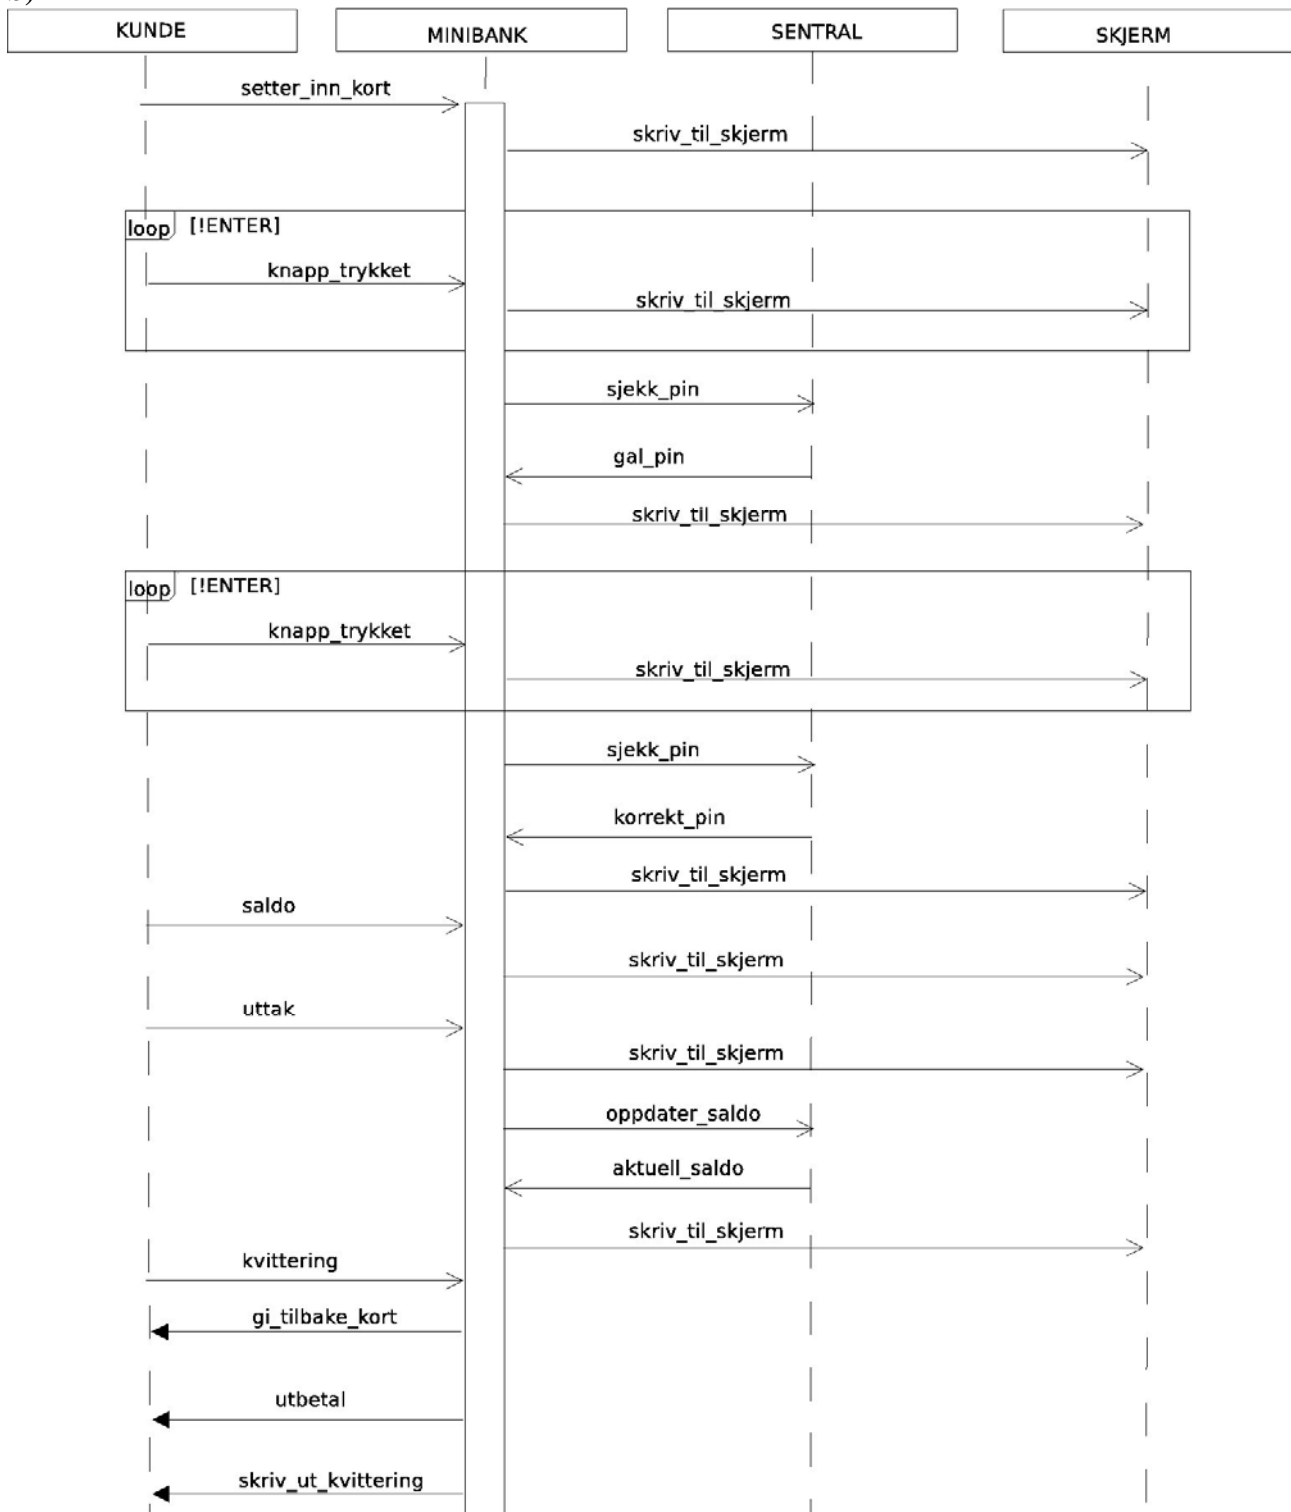 KUNDE
MINIBANK
SENTRAL
SKJERM
setter_inn_kort
skriv_til_skjerm
loop [!ENTER]
knapp_trykket
skriv_til_skjerm
sjekk_pin
gal_pin
skriv_til_skjerm
loop [!ENTER]
knapp_trykket
skriv_til_skjerm
sjekk_pin
korrekt_pin
skriv_til_skjerm
saldo
skriv_til_skjerm
uttak
skriv_til_skjerm
oppdater_saldo
aktuell_saldo
skriv_til_skjerm
kvittering
gi_tilbake_kort
utbetal
skriv_ut_kvittering